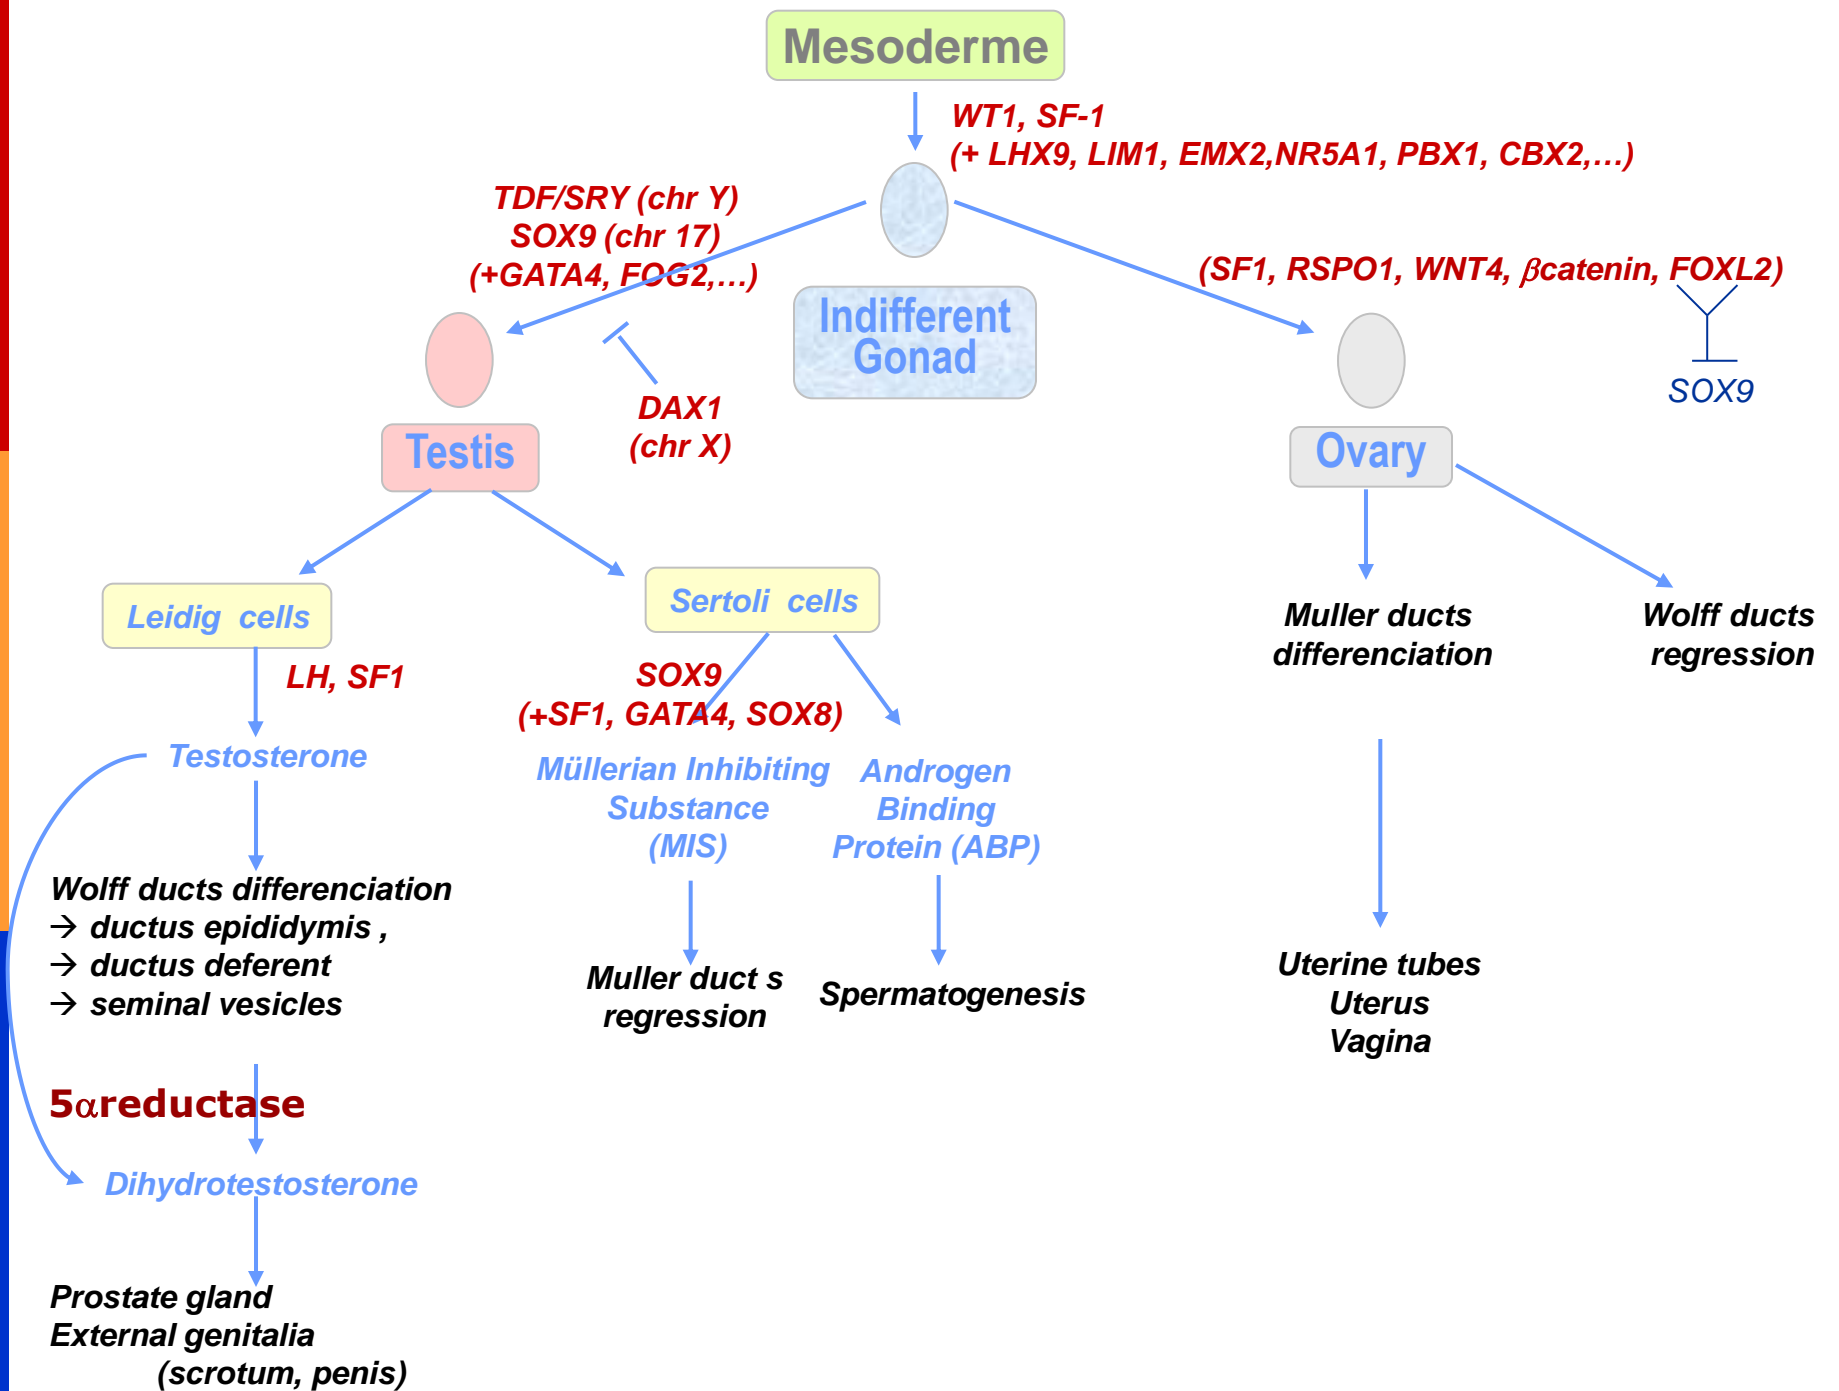 Mesoderme
WT1, SF-1
(+ LHX9, LIM1, EMX2,NR5A1, PBX1, CBX2,…)
TDF/SRY (chr Y)
SOX9 (chr 17)
(+GATA4, FOG2,…)
(SF1, RSPO1, WNT4, βcatenin, FOXL2)
SOX9
Indifferent
Gonad
DAX1
(chr X)
Testis
Ovary
Leidig cells
Sertoli cells
LH, SF1
SOX9
(+SF1, GATA4, SOX8)
Muller ducts
differenciation
Wolff ducts
regression
Testosterone
Müllerian Inhibiting
Substance
(MIS)
Androgen
Binding
Protein (ABP)
Wolff ducts differenciation
→ ductus epididymis ,
→ ductus deferent
→ seminal vesicles
Muller duct s
regression
Spermatogenesis
Uterine tubes
Uterus
Vagina
5αreductase
Dihydrotestosterone
Prostate gland
External genitalia
(scrotum, penis)